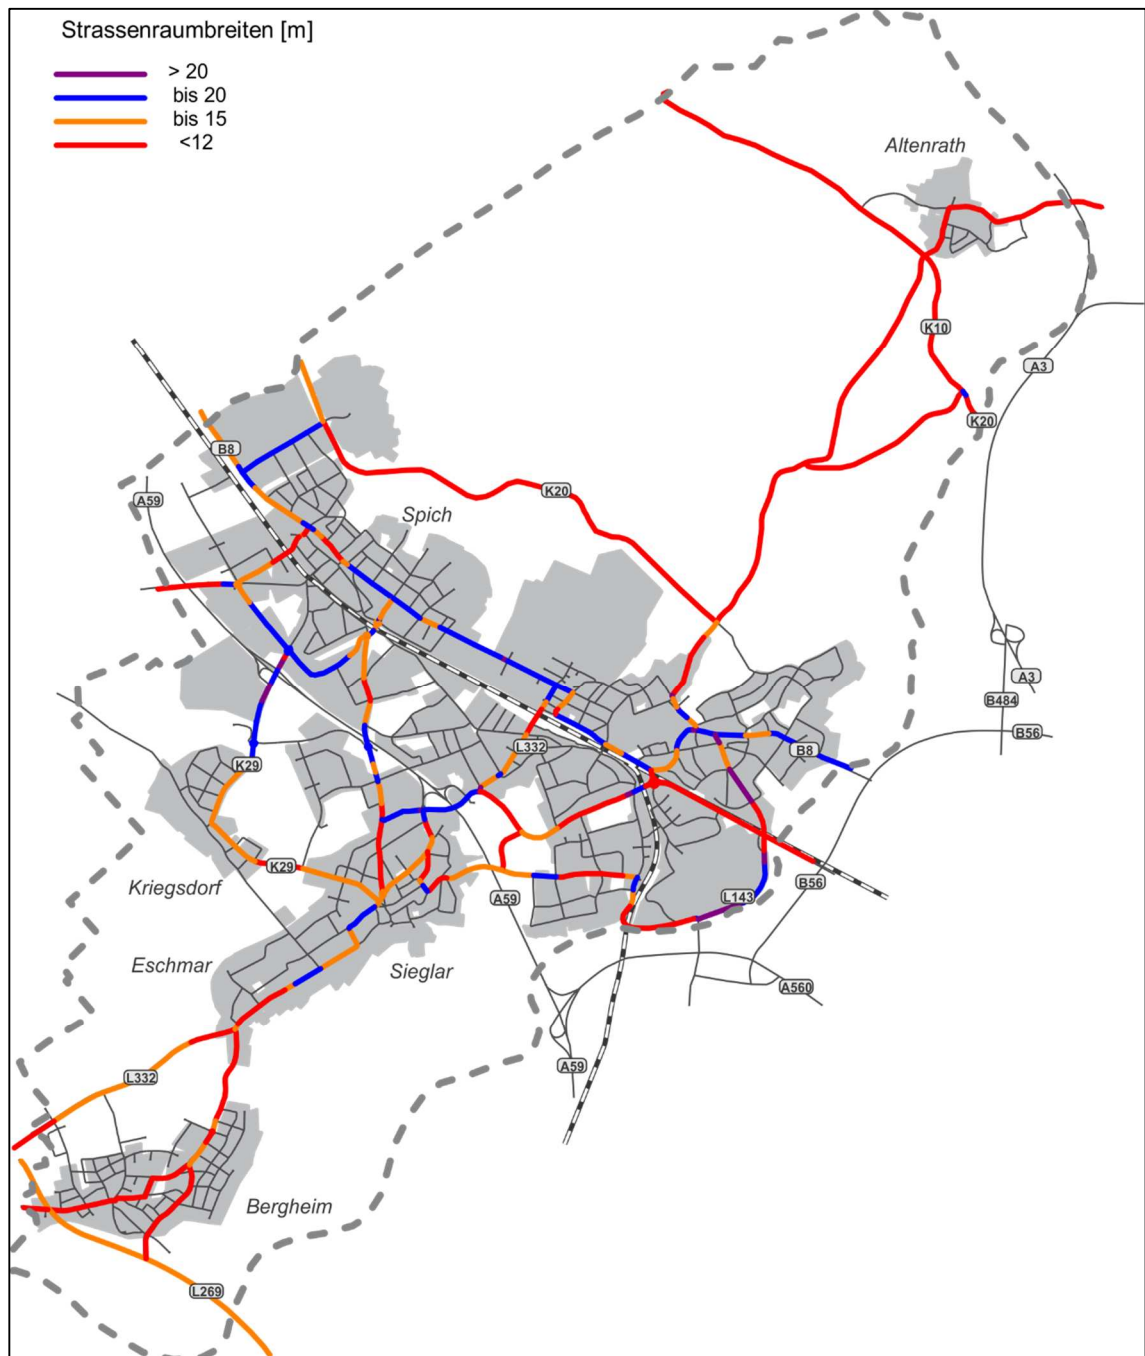 Strassenraumbreiten [m]
> 20
bis 20
bis 15
<12
Altenrath
K10
A3
K20
B8
A59
K20
Spich
A3
B484
B56
L332
B8
K29
K29
Kriegsdorf
B56
A59
L143
Eschmar
Sieglar
A560
A59
L332
Bergheim
L269